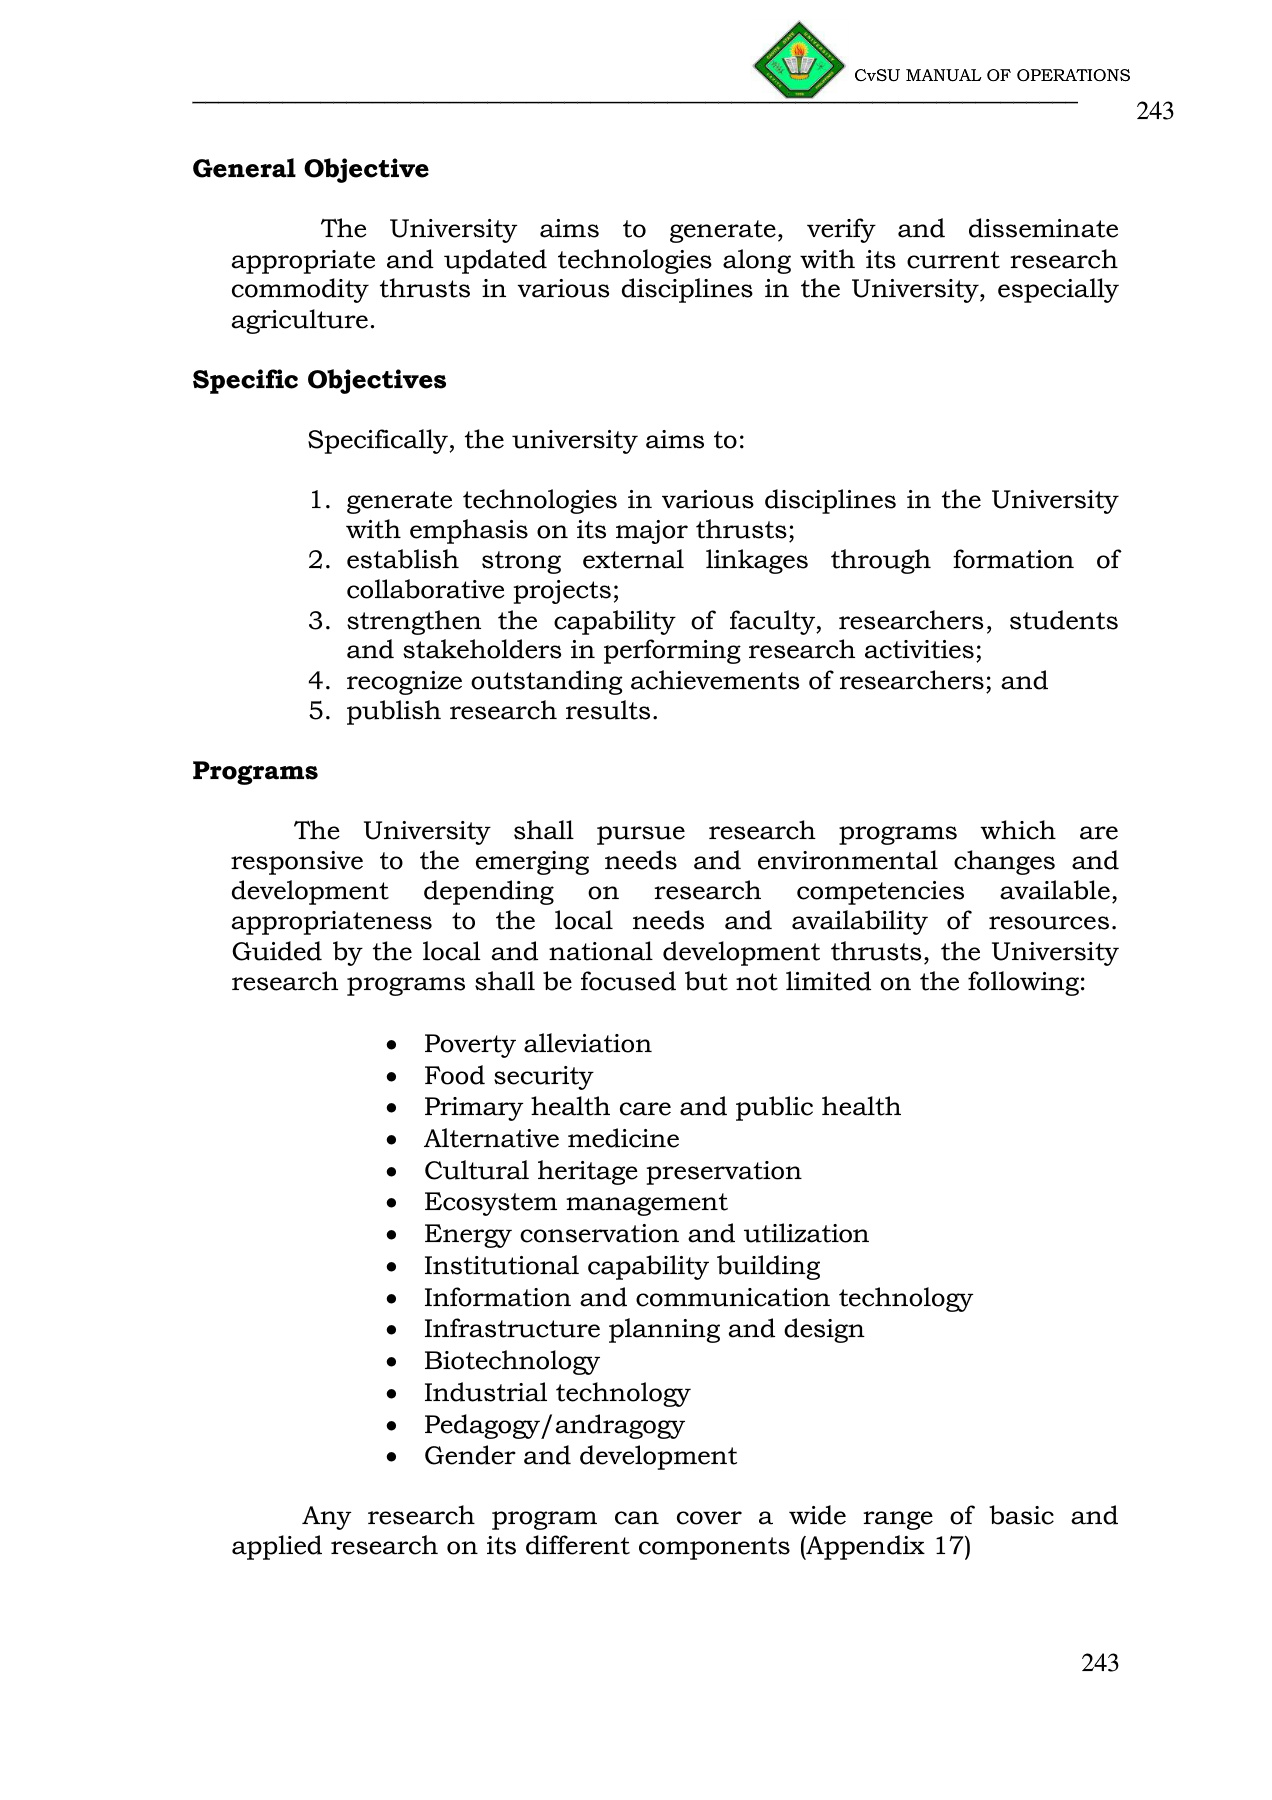 CvSU MANUAL OF OPERATIONS
243
General Objective
The University aims to generate, verify and disseminate
appropriate and updated technologies along with its current research
commodity thrusts in various disciplines in the University, especially
agriculture.
Specific Objectives
Specifically, the university aims to:
1. generate technologies in various disciplines in the University
with emphasis on its major thrusts;
2. establish strong external linkages through formation of
collaborative projects;
3. strengthen the capability of faculty, researchers, students
and stakeholders in performing research activities;
4. recognize outstanding achievements of researchers; and
5. publish research results.
Programs
The University shall pursue research programs which are
responsive to the emerging needs and environmental changes and
development depending on research competencies available,
appropriateness to the local needs and availability of resources.
Guided by the local and national development thrusts, the University
research programs shall be focused but not limited on the following:
• Poverty alleviation
• Food security
• Primary health care and public health
• Alternative medicine
• Cultural heritage preservation
• Ecosystem management
• Energy conservation and utilization
• Institutional capability building
• Information and communication technology
• Infrastructure planning and design
• Biotechnology
• Industrial technology
• Pedagogy/andragogy
• Gender and development
Any research program can cover a wide range of basic and
applied research on its different components (Appendix 17)
243